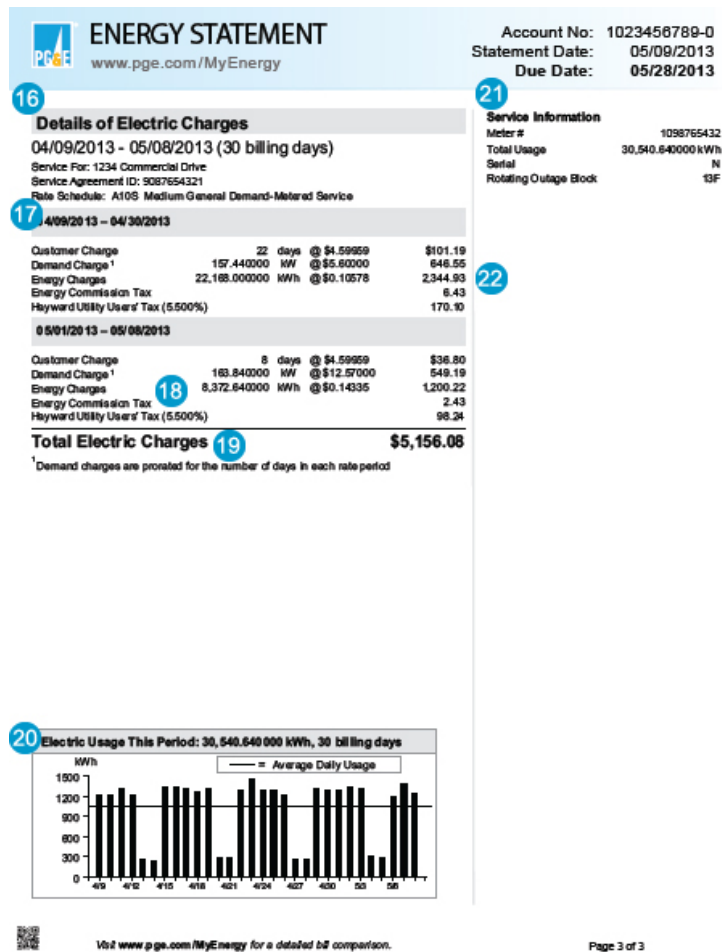 PG&E
ENERGY STATEMENT
www.pge.com/MyEnergy
Account No: 1023456789-0
Statement Date: 05/09/2013
Due Date: 05/28/2013
16
Details of Electric Charges
04/09/2013 - 05/08/2013 (30 billing days)
Service For: 1234 Commercial Drive
Service Agreement ID: 9087654321
Rate Schedule: A10S Medium General Demand-Metered Service
17
4/09/2013 – 04/30/2013
Customer Charge 22 days @ $4.59959 $101.19
Demand Charge 1 157.440000 kW @ $5.60000 646.55
Energy Charges 22,168.000000 kWh @ $0.10578 2,344.93
Energy Commission Tax 6.43
Hayward Utility Users' Tax (5.500%) 170.10
05/01/2013 – 05/08/2013
Customer Charge 8 days @ $4.59959 $36.80
Demand Charge 1 163.840000 kW @ $12.57000 549.19
Energy Charges 18 8,372.640000 kWh @ $0.14335 1,200.22
Energy Commission Tax 2.43
Hayward Utility Users' Tax (5.500%) 98.24
Total Electric Charges 19 $5,156.08
1 Demand charges are prorated for the number of days in each rate period
21
Service Information
Meter # 1098765432
Total Usage 30,540.640000 kWh
Serial N
Rotating Outage Block 13F
22
20
Electric Usage This Period: 30,540.640000 kWh, 30 billing days
kWh
= Average Daily Usage
1500
1200
900
600
300
0
4/9 4/12 4/15 4/18 4/21 4/24 4/27 4/30 5/3 5/6
Visit www.pge.com/MyEnergy for a detailed bill comparison.
Page 3 of 3